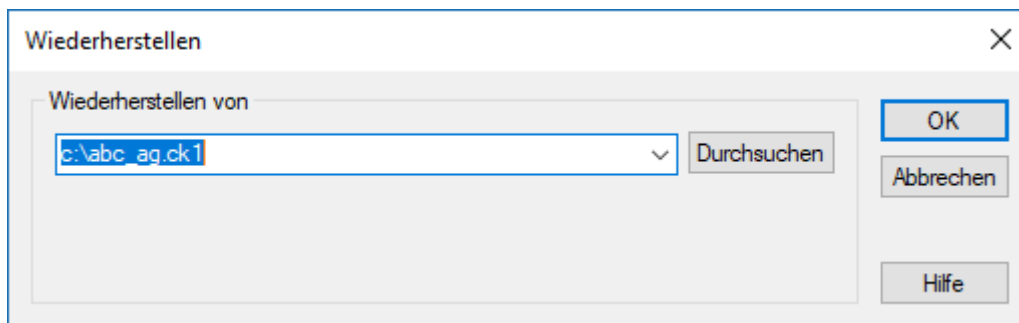 Wiederherstellen
Wiederherstellen von
c:\abc_ag.ck1
Durchsuchen
OK
Abbrechen
Hilfe